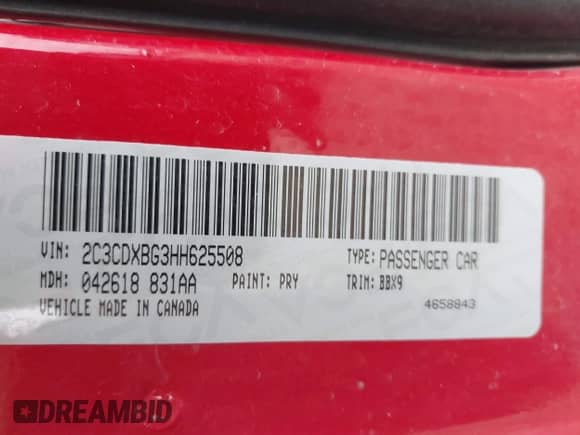 VIN: 2C3CDXBG3HH625508 TYPE: PASSENGER CAR
MDH: 042618 831AA PAINT: PRY TRIM: BBX9
VEHICLE MADE IN CANADA 4658843
DREAMBID